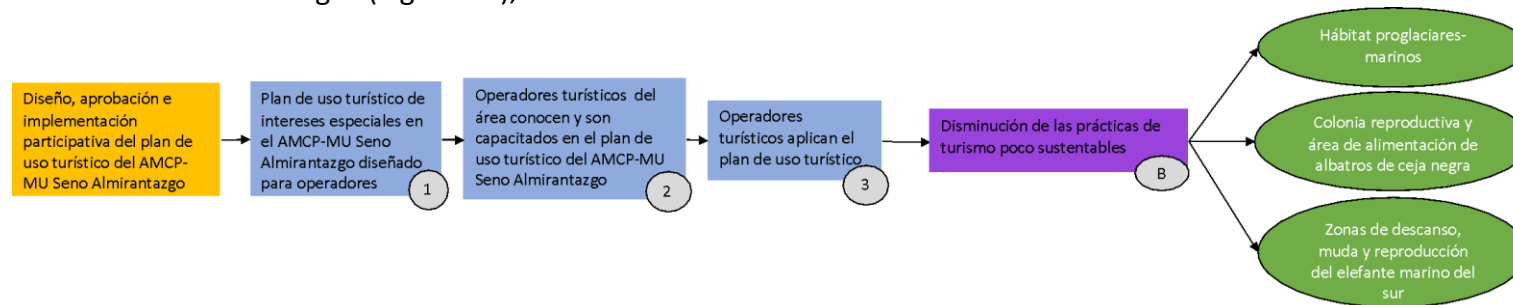 Diseño, aprobación e
implementación
participativa del plan de
uso turístico del AMCP-
MU Seno Almirantazgo
Plan de uso turístico de
intereses especiales en
el AMCP-MU Seno
Almirantazgo diseñado
para operadores
1
Operadores turísticos del
área conocen y son
capacitados en el plan de
uso turístico del AMCP-MU
Seno Almirantazgo
2
Operadores
turísticos aplican el
plan de uso turístico
3
Disminución de las prácticas de
turismo poco sustentables
B
Hábitat proglaciares-
marinos
Colonia reproductiva y
área de alimentación de
albatros de ceja negra
Zonas de descanso,
muda y reproducción
del elefante marino del
sur